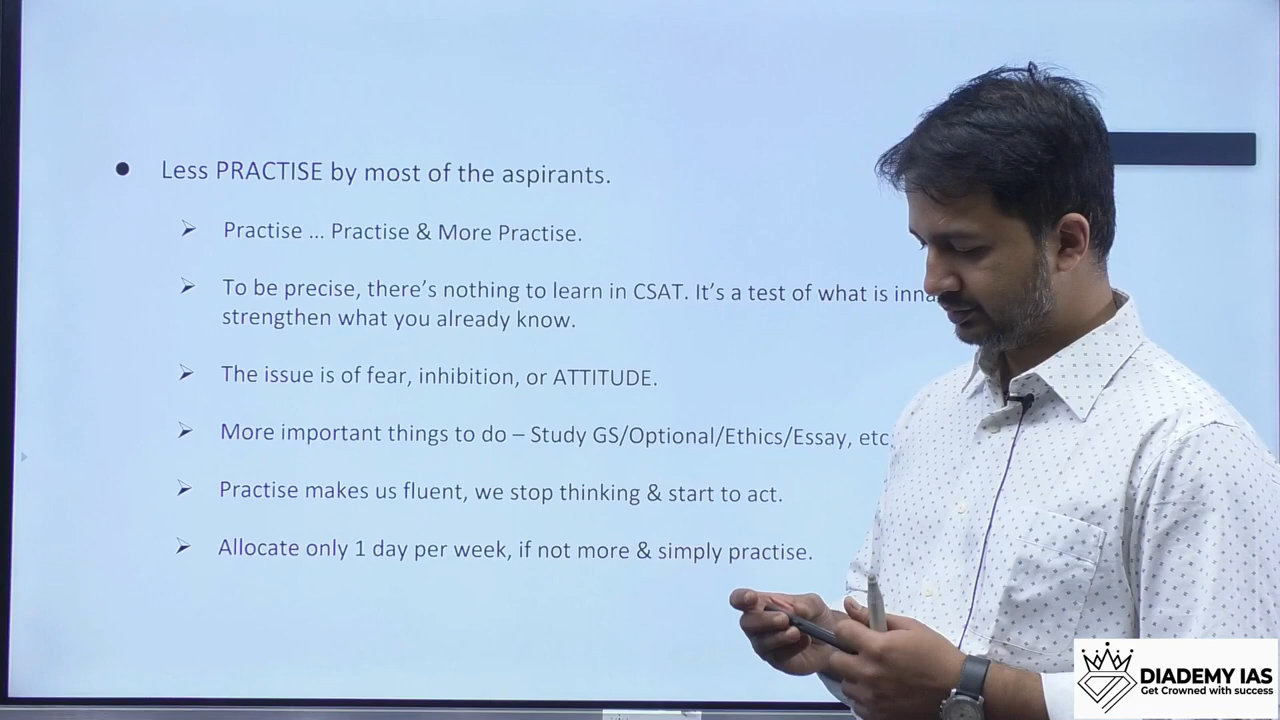 ● Less PRACTISE by most of the aspirants.
➢ Practise ... Practise & More Practise.
➢ To be precise, there's nothing to learn in CSAT. It's a test of what is
strengthen what you already know.
➢ The issue is of fear, inhibition, or ATTITUDE.
➢ More important things to do – Study GS/Optional/Ethics/Essay, etc
➢ Practise makes us fluent, we stop thinking & start to act.
➢ Allocate only 1 day per week, if not more & simply practise.
DIADEMY IAS
Get Crowned with success